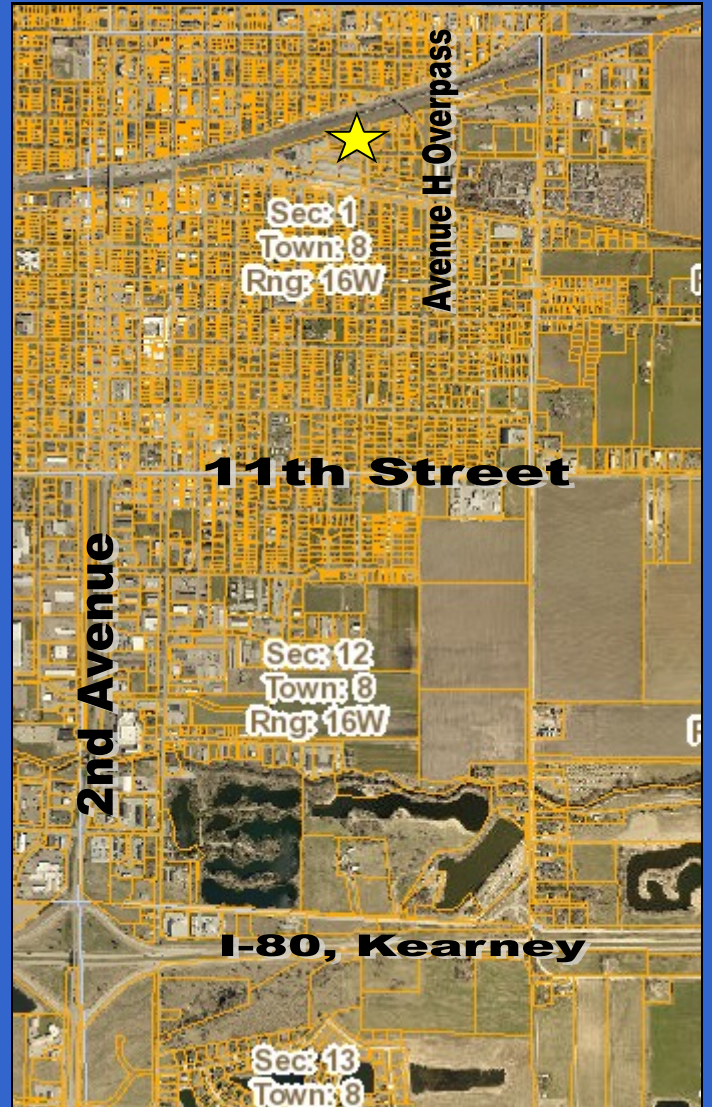 Avenue H Overpass
Sec: 1
Town: 8
Rng: 16W
11th Street
2nd Avenue
Sec: 12
Town: 8
Rng: 16W
I-80, Kearney
Sec: 13
Town: 8